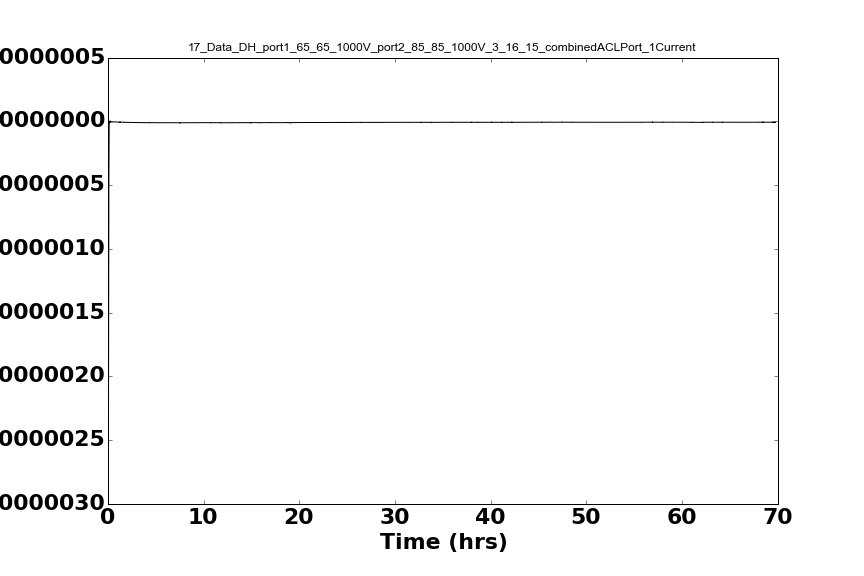 17_Data_DH_port1_65_65_1000V_port2_85_85_1000V_3_16_15_combinedACLPort_1Current
0000005
0000000
0000005
0000010
0000015
0000020
0000025
0000030
0 10 20 30 40 50 60 70
Time (hrs)